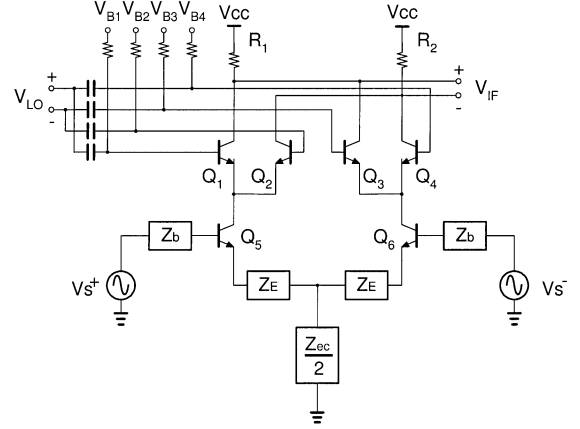 VB1 VB2 VB3 VB4 VCC VCC
R1 R2
+ +
VLO VIF
- -
Q1 Q2 Q3 Q4
Zb Q5 Q6 Zb
Vs+ ZE ZE Vs-
Zec
2